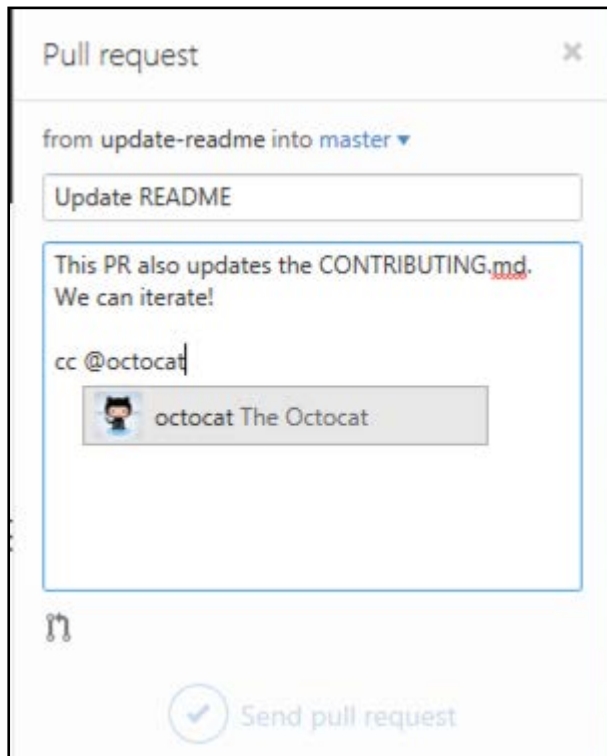 Pull request
from update-readme into master
Update README
This PR also updates the CONTRIBUTING.md.
We can iterate!
cc @octocat
octocat The Octocat
Send pull request